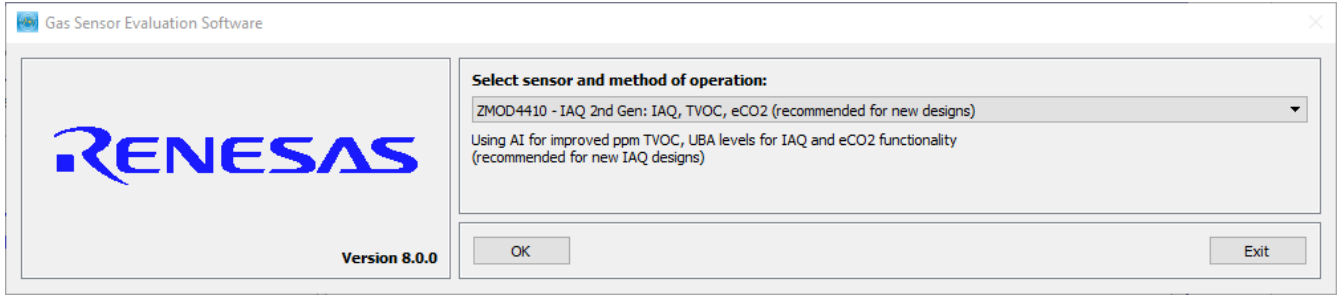 Gas Sensor Evaluation Software
RENESAS
Version 8.0.0
Select sensor and method of operation:
ZMOD4410 - IAQ 2nd Gen: IAQ, TVOC, eCO2 (recommended for new designs)
Using AI for improved ppm TVOC, UBA levels for IAQ and eCO2 functionality
(recommended for new IAQ designs)
OK
Exit